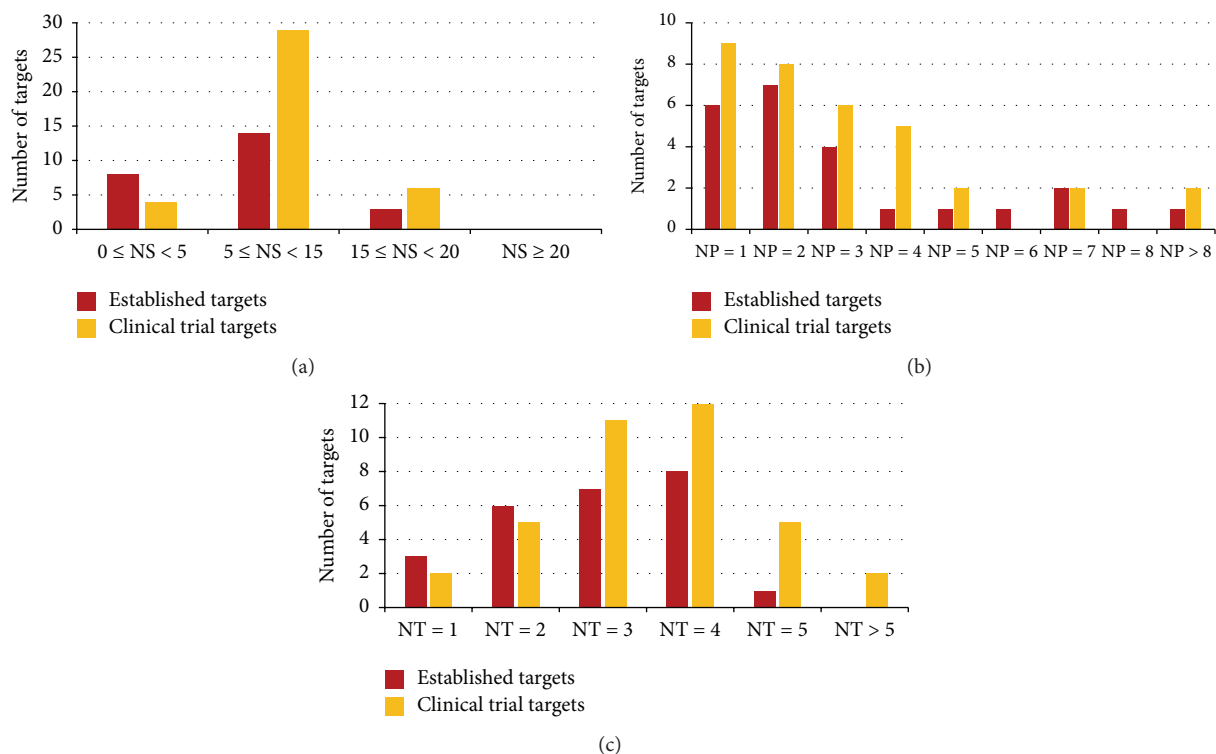 Number of targets
30
25
20
15
10
5
0
0 ≤ NS < 5 5 ≤ NS < 15 15 ≤ NS < 20 NS ≥ 20
Established targets
Clinical trial targets
(a)
Number of targets
10
8
6
4
2
0
NP = 1 NP = 2 NP = 3 NP = 4 NP = 5 NP = 6 NP = 7 NP = 8 NP > 8
Established targets
Clinical trial targets
(b)
Number of targets
12
10
8
6
4
2
0
NT = 1 NT = 2 NT = 3 NT = 4 NT = 5 NT > 5
Established targets
Clinical trial targets
(c)